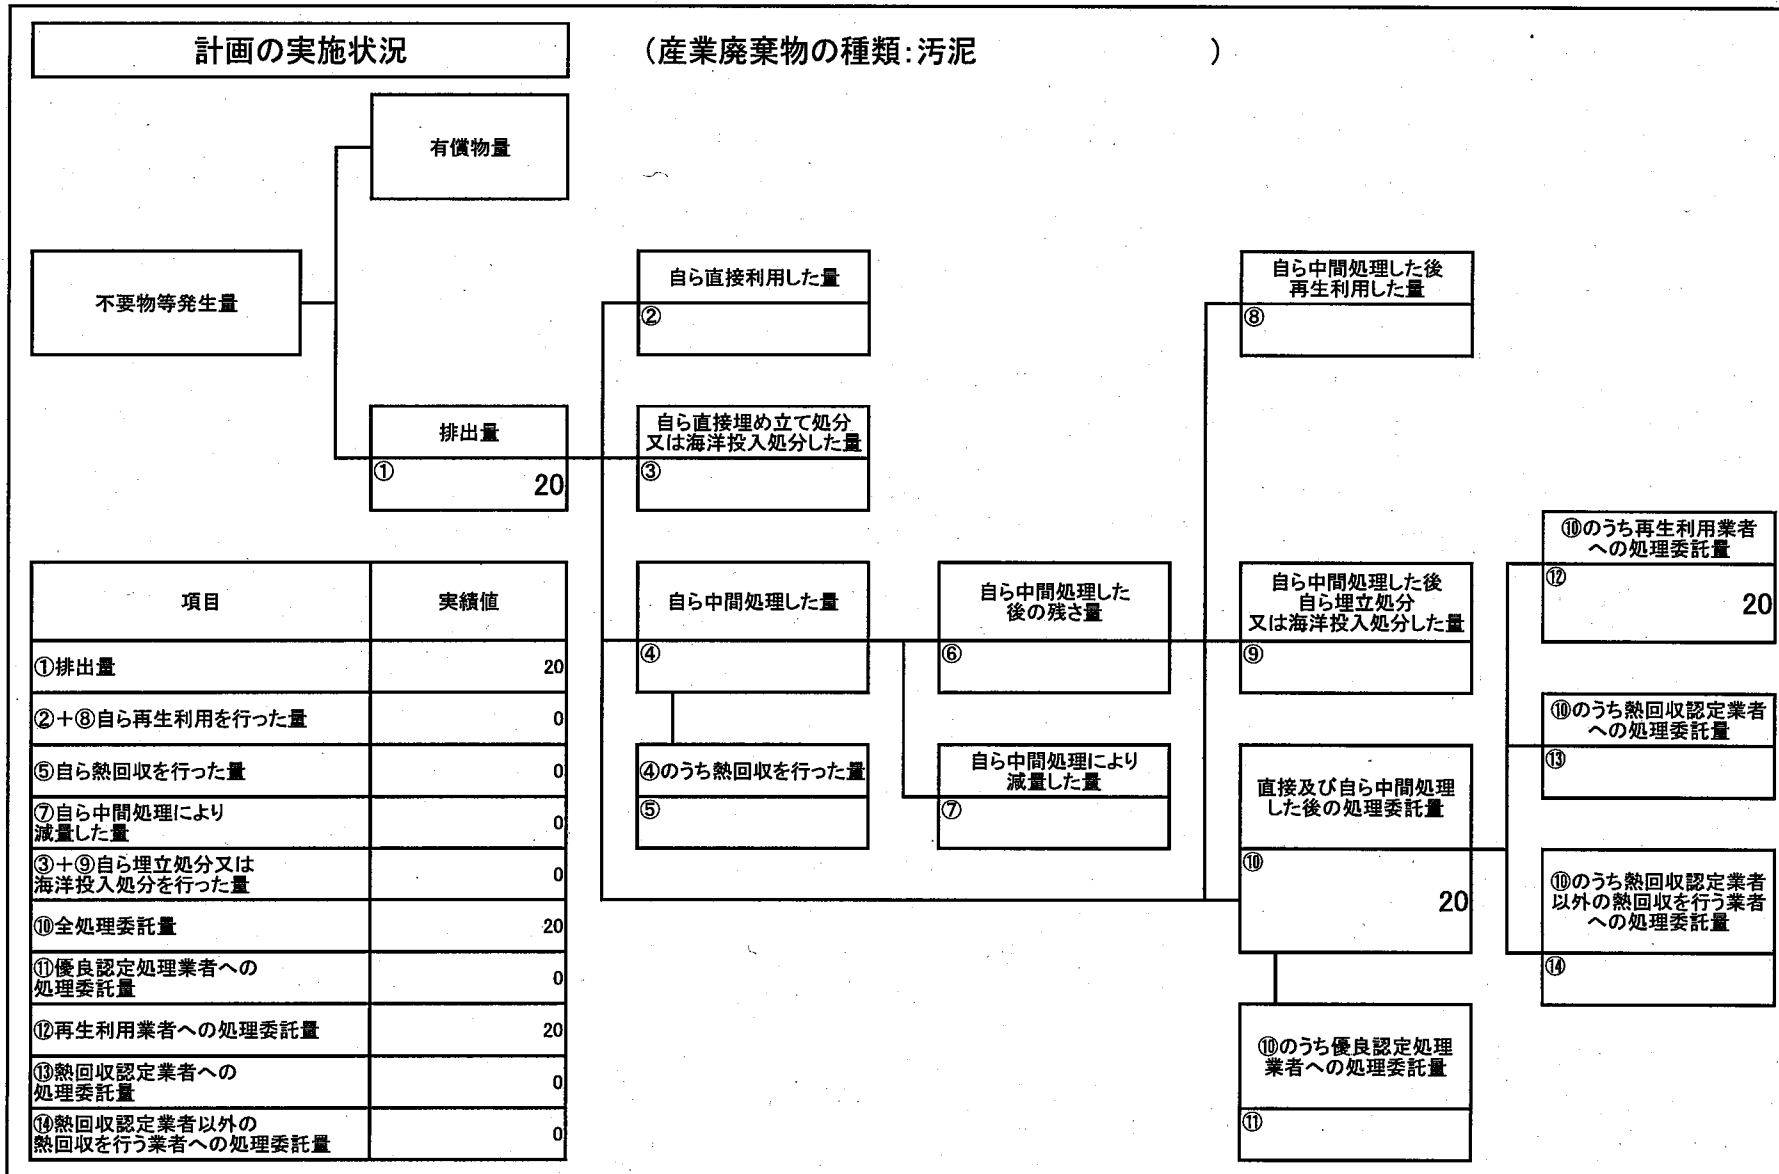 計画の実施状況
(産業廃棄物の種類:汚泥 )
有償物量
不要物等発生量
排出量
①
20
自ら直接利用した量
②
自ら直接埋め立て処分
又は海洋投入処分した量
③
自ら中間処理した量
④
④のうち熱回収を行った量
⑤
自ら中間処理した
後の残さ量
⑥
自ら中間処理により
減量した量
⑦
自ら中間処理した後
再生利用した量
⑧
自ら中間処理した後
自ら埋立処分
又は海洋投入処分した量
⑨
直接及び自ら中間処理
した後の処理委託量
⑩
20
⑩のうち優良認定処理
業者への処理委託量
⑪
⑩のうち再生利用業者
への処理委託量
⑫
20
⑩のうち熱回収認定業者
への処理委託量
⑬
⑩のうち熱回収認定業者
以外の熱回収を行う業者
への処理委託量
⑭
項目 実績値
①排出量 20
②+⑧自ら再生利用を行った量 0
⑤自ら熱回収を行った量 0
⑦自ら中間処理により
減量した量 0
③+⑨自ら埋立処分又は
海洋投入処分を行った量 0
⑩全処理委託量 20
⑪優良認定処理業者への
処理委託量 0
⑫再生利用業者への処理委託量 20
⑬熱回収認定業者への
処理委託量 0
⑭熱回収認定業者以外の
熱回収を行う業者への処理委託量 0